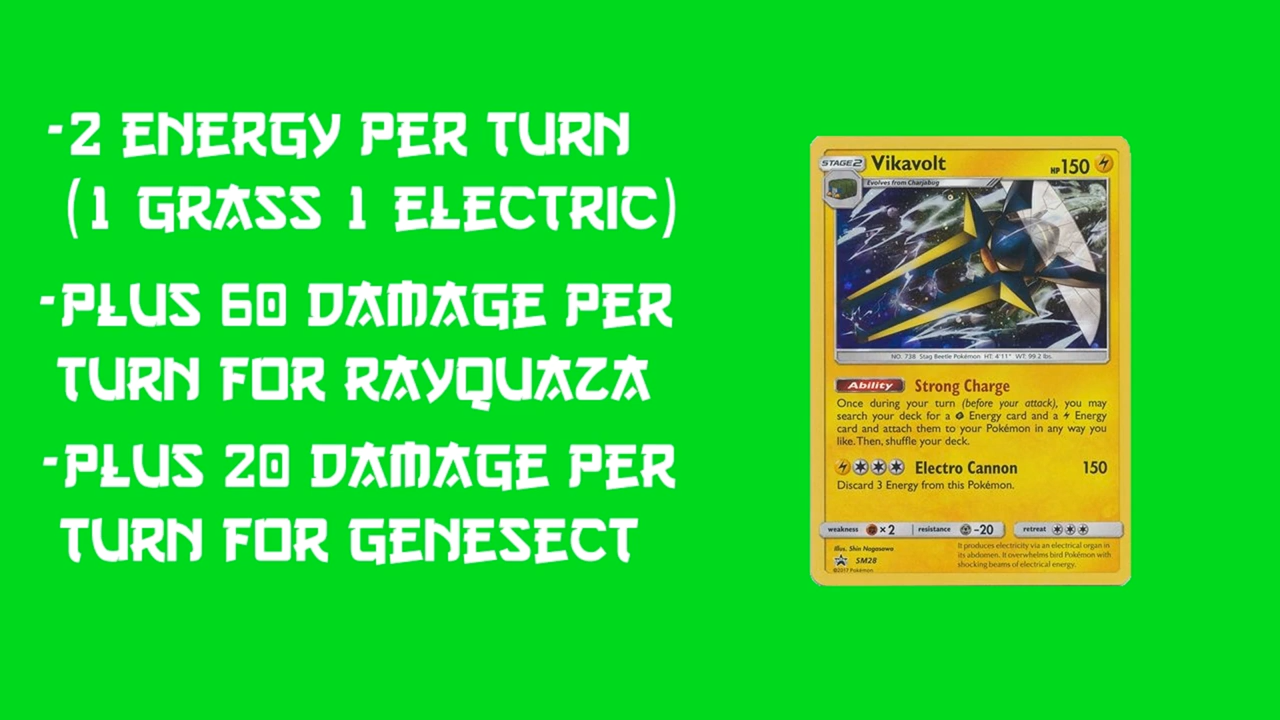 -2 ENERGY PER TURN
(1 GRASS 1 ELECTRIC)
-PLUS 60 DAMAGE PER
TURN FOR RAYQUAZA
-PLUS 20 DAMAGE PER
TURN FOR GENESECT
STAGE 2 Vikavolt HP 150
Evolves from Charjabug
NO. 738 Stag Beetle Pokémon HT: 4'11" WT: 99.2 lbs.
Ability Strong Charge
Once during your turn (before your attack), you may
search your deck for a Energy card and a Energy
card and attach them to your Pokémon in any way you
like. Then, shuffle your deck.
Electro Cannon 150
Discard 3 Energy from this Pokémon.
weakness ×2 resistance -20 retreat
Illus. Shin Nagasawa
SM28
©2017 Pokémon
It produces electricity via an electrical organ in
its abdomen. It overwhelms bird Pokémon with
shocking beams of electrical energy.